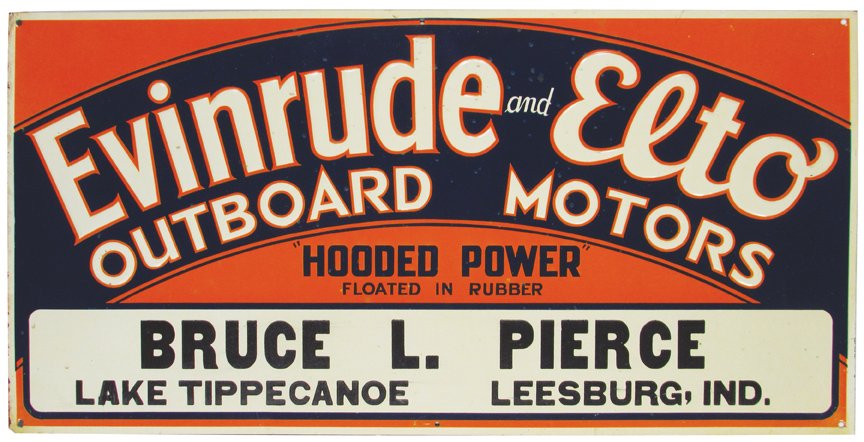 Evinrude and Elto
OUTBOARD MOTORS
"HOODED POWER"
FLOATED IN RUBBER
BRUCE L. PIERCE
LAKE TIPPECANOE LEESBURG, IND.